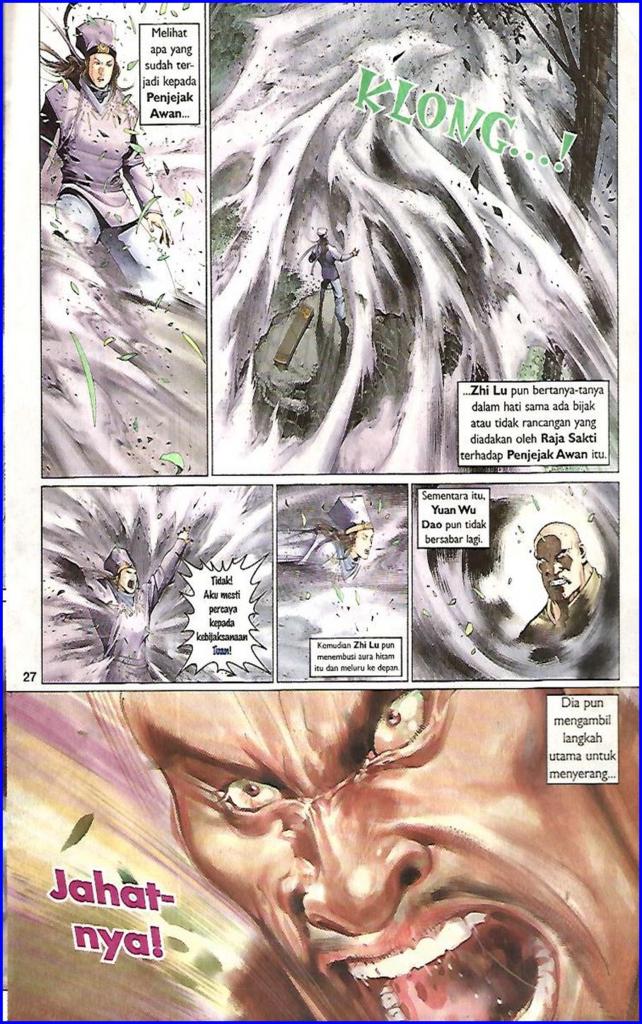 Melihat
apa yang
sudah ter-
jadi kepada
Penjejak
Awan...
KLONG....!
...Zhi Lu pun bertanya-tanya
dalam hati sama ada bijak
atau tidak rancangan yang
diadakan oleh Raja Sakti
terhadap Penjejak Awan itu.
Tidak!
Aku mesti
percaya
kepada
kebijaksanaan
Tuan!
Kemudian Zhi Lu pun
menembusi aura hitam
itu dan meluru ke depan.
Sementara itu,
Yuan Wu
Dao pun tidak
bersabar lagi.
27
Dia pun
mengambil
langkah
utama untuk
menyerang...
Jahat-
nya!